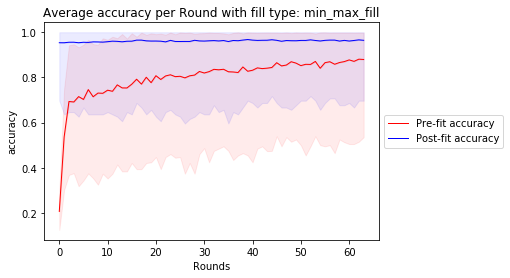 Average accuracy per Round with fill type: min_max_fill
1.0
0.8
0.6
0.4
0.2
accuracy
0
10
20
30
40
50
60
Rounds
Pre-fit accuracy
Post-fit accuracy